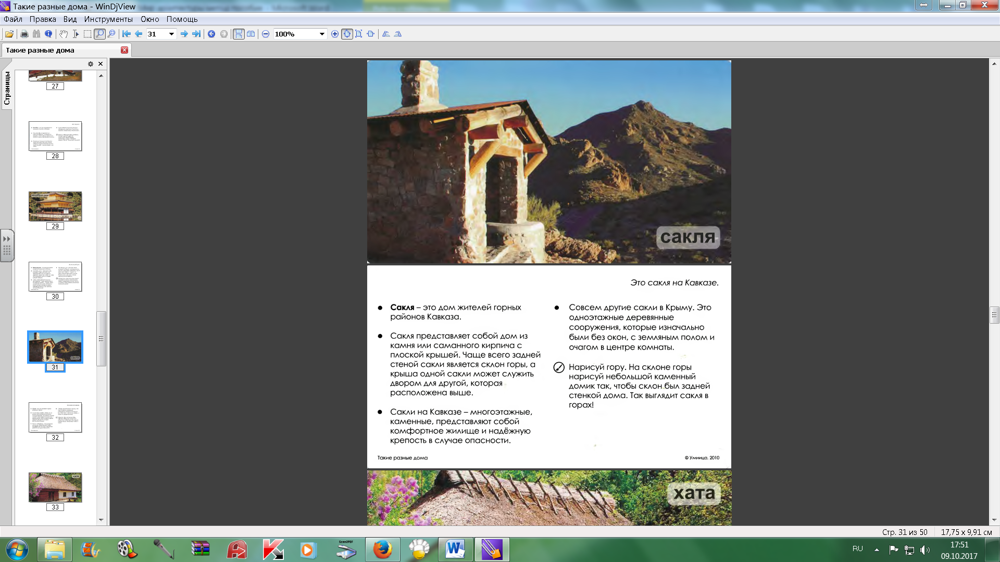 Такие разные дома - WinDjView
Файл Правка Вид Инструменты Окно Помощь
31 100%
Такие разные дома
Страницы
27
28
29
30
31
32
33
сакля
Это сакля на Кавказе.
Сакля – это дом жителей горных
районов Кавказа.
Сакля представляет собой дом из
камня или саманного кирпича с
плоской крышей. Чаще всего задней
стеной сакли является склон горы, а
крыша одной сакли может служить
двором для другой, которая
расположена выше.
Сакли на Кавказе – многоэтажные,
каменные, представляют собой
комфортное жилище и надёжную
крепость в случае опасности.
Совсем другие сакли в Крыму. Это
одноэтажные деревянные
сооружения, которые изначально
были без окон, с земляным полом и
очагом в центре комнаты.
Нарисуй гору. На склоне горы
нарисуй небольшой каменный
домик так, чтобы склон был задней
стенкой дома. Так выглядит сакля в
горах!
Такие разные дома
© Умница, 2010
хата
Стр. 31 из 50 17,75 x 9,91 см
Scan2PDF
RU
17:51
09.10.2017